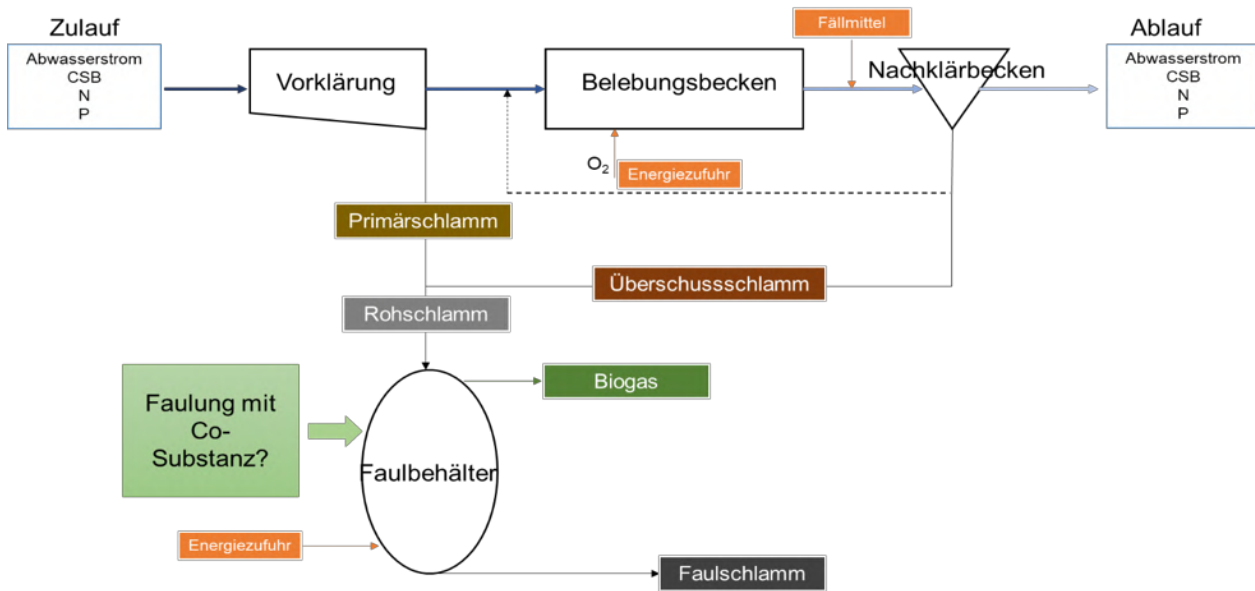 Zulauf
Abwasserstrom
CSB
N
P
Vorklärung
Belebungsbecken
Fällmittel
Nachklärbecken
Ablauf
Abwasserstrom
CSB
N
P
O₂
Energiezufuhr
Primärschlamm
Überschussschlamm
Rohschlamm
Biogas
Faulung mit
Co-
Substanz?
Faulbehälter
Energiezufuhr
Faulschlamm